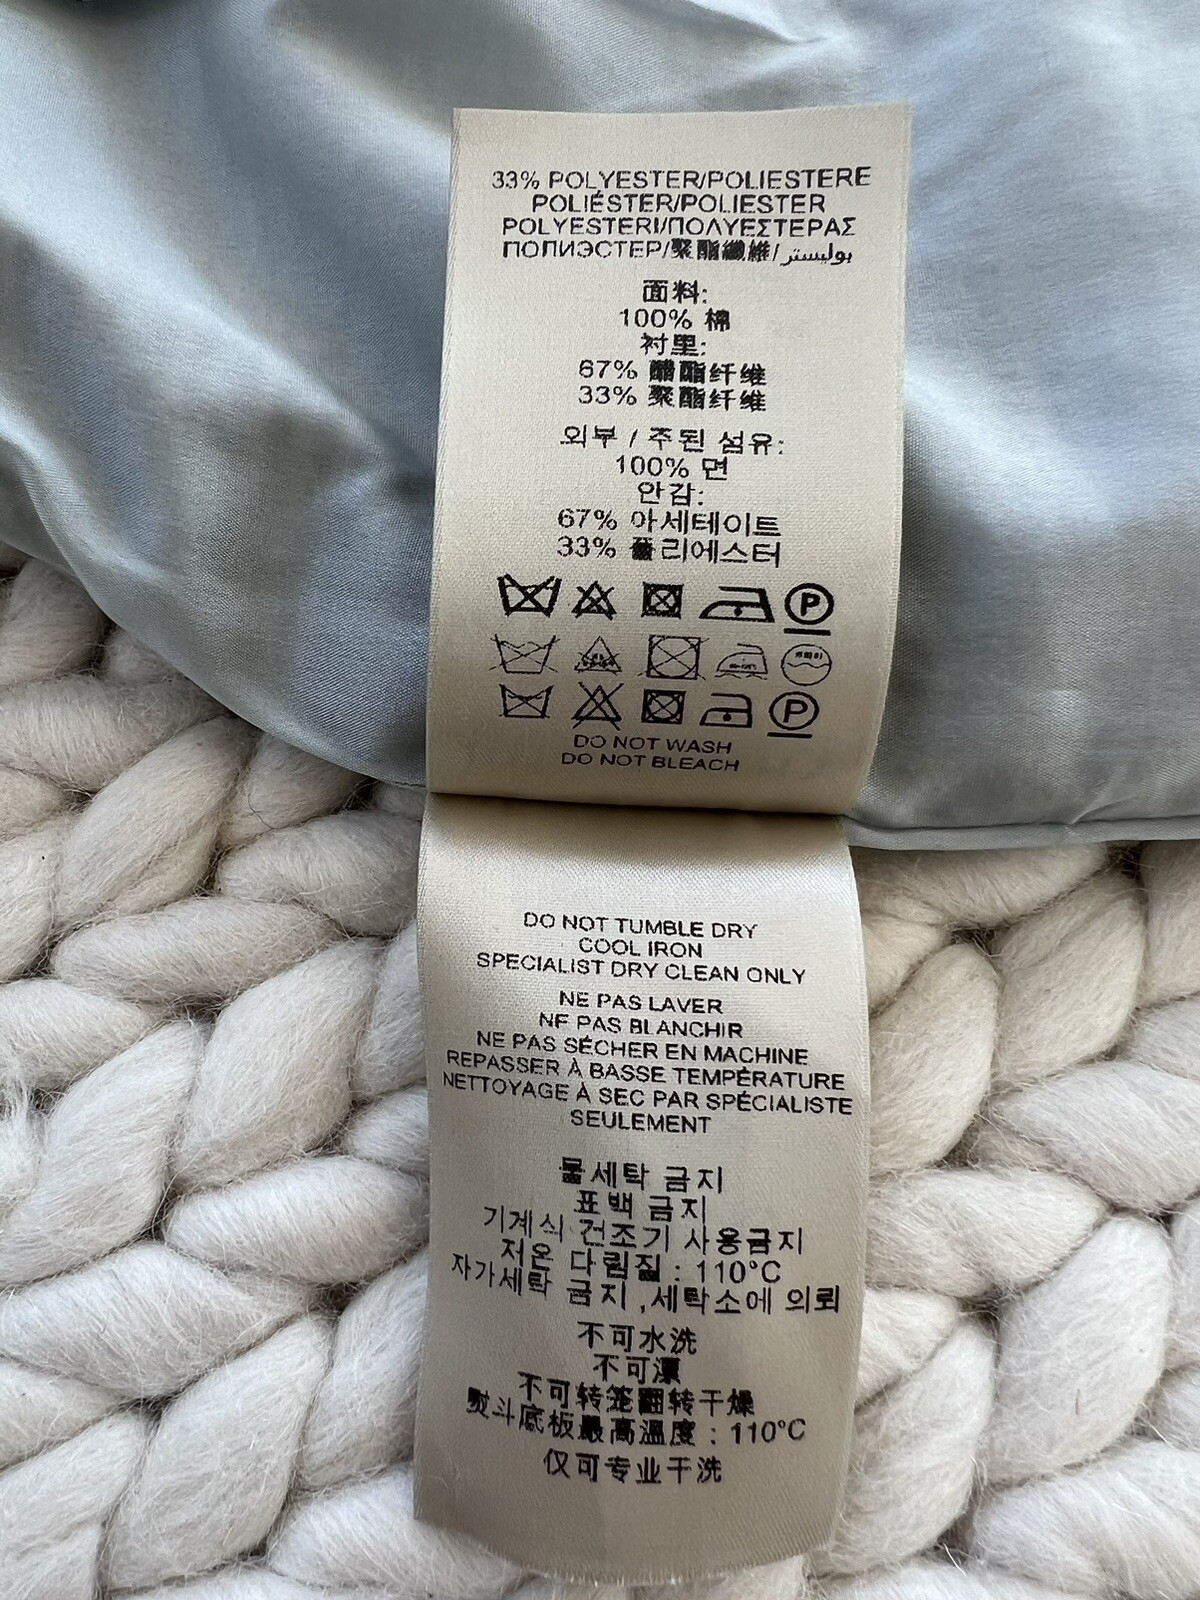 33% POLYESTER/POLIESTERE
POLIÉSTER/POLIESTER
POLYESTERI/ΠΟΛΥΕΣΤΕΡΑΣ
ПОПИЭСТЕР/聚酯纖維/بوليستر
面料:
100% 棉
衬里:
67% 醋酯纤维
33% 聚酯纤维
외부 / 주된 섬유:
100% 면
안감:
67% 아세테이트
33% 폴리에스터
P
P
DO NOT WASH
DO NOT BLEACH
DO NOT TUMBLE DRY
COOL IRON
SPECIALIST DRY CLEAN ONLY
NE PAS LAVER
NE PAS BLANCHIR
NE PAS SÉCHER EN MACHINE
REPASSER À BASSE TEMPÉRATURE
NETTOYAGE À SEC PAR SPÉCIALISTE
SEULEMENT
물세탁 금지
표백 금지
기계식 건조기 사용금지
저온 다림질 : 110°C
자가세탁 금지 ,세탁소에 의뢰
不可水洗
不可漂
不可转笼翻转干燥
熨斗底板最高温度 : 110°C
仅可专业干洗